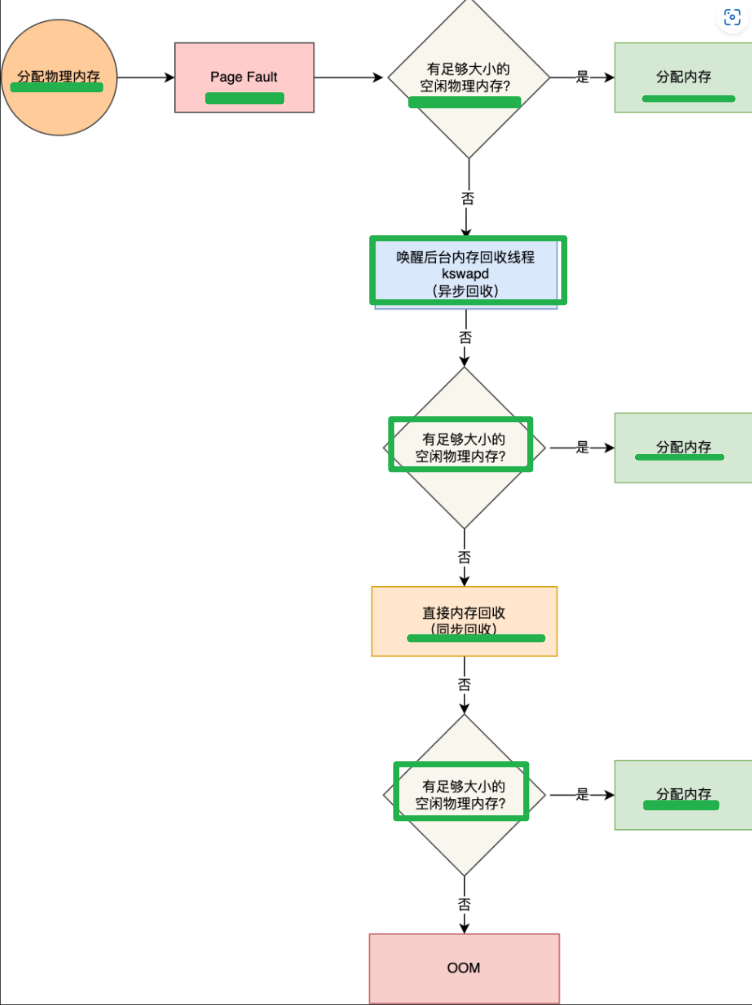 分配物理内存
Page Fault
有足够大小的
空闲物理内存?
是
分配内存
否
唤醒后台内存回收线程
kswapd
（异步回收）
否
有足够大小的
空闲物理内存?
是
分配内存
否
直接内存回收
（同步回收）
否
有足够大小的
空闲物理内存?
是
分配内存
否
OOM